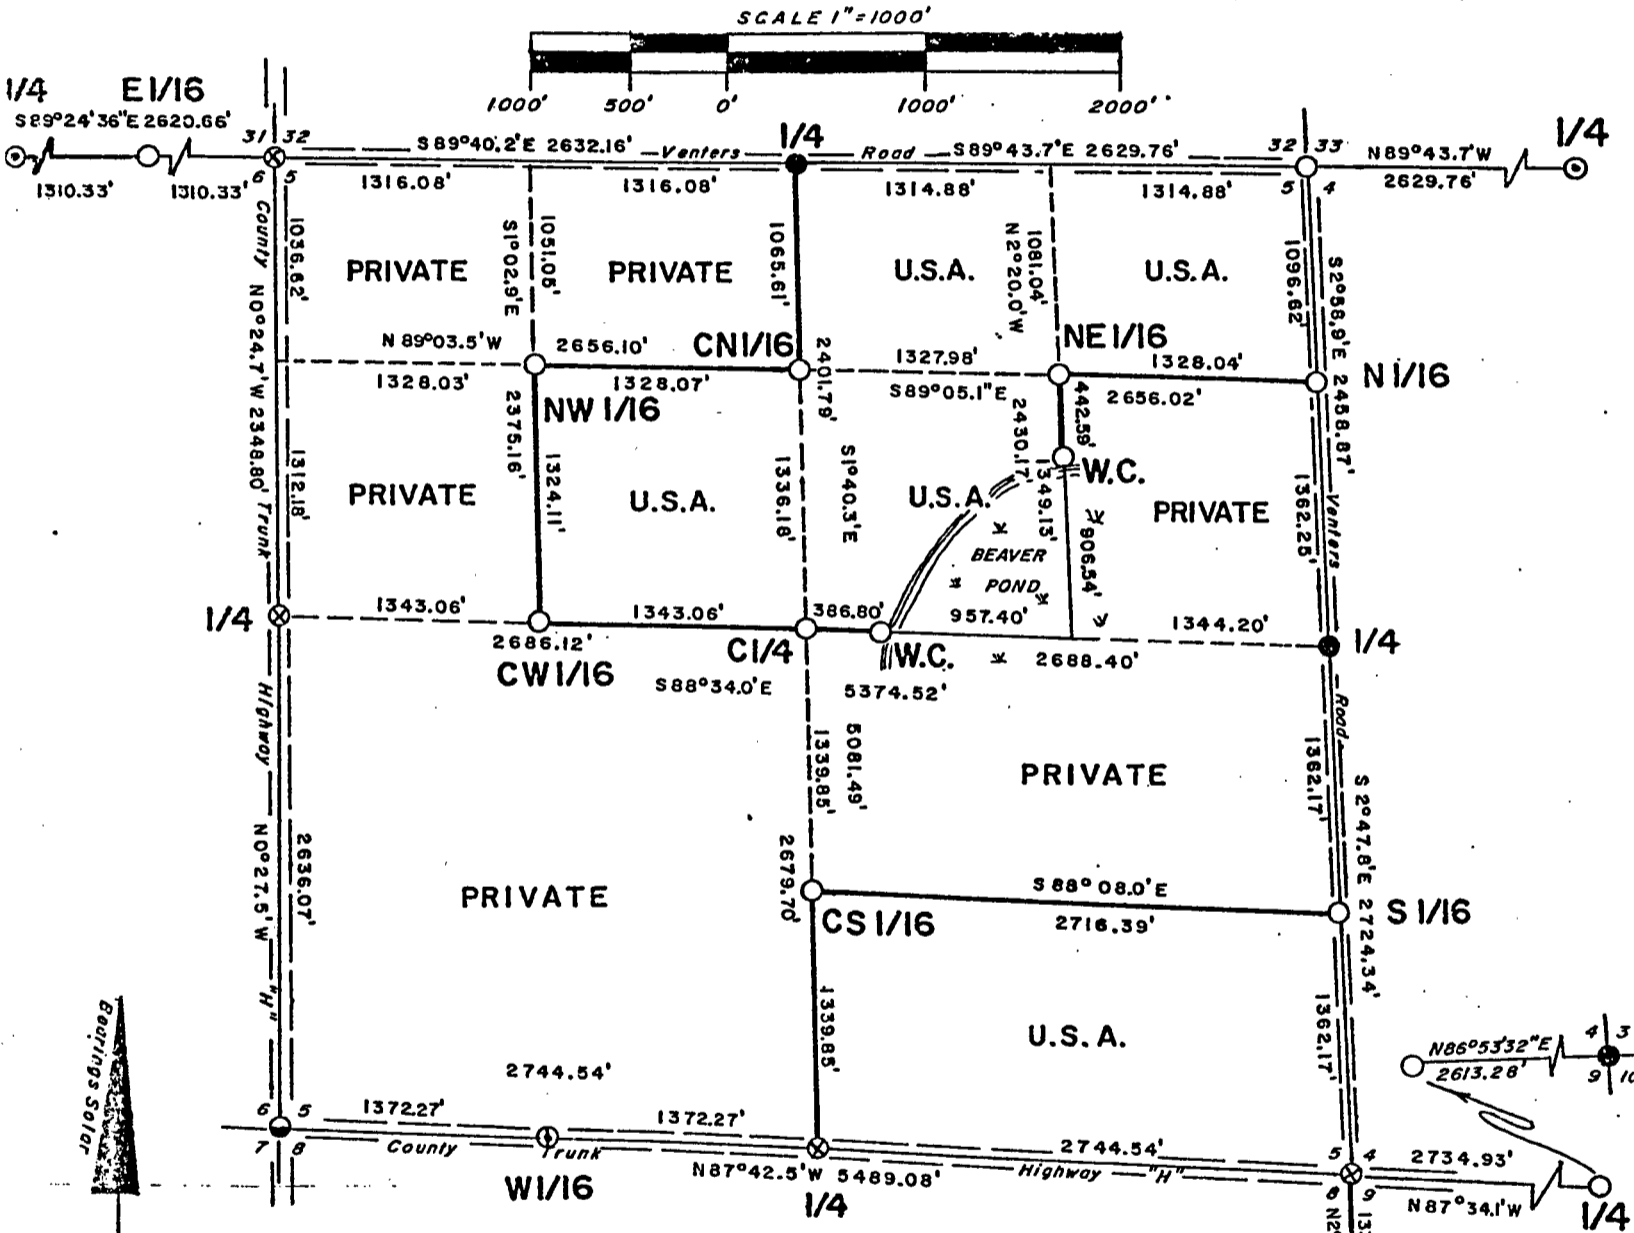 SCALE 1"=1000'
1000' 500' 0' 1000' 2000'
1/4 E1/16
S89°24'36"E 2620.66'
1310.33' 1310.33'
31 32
6 5
S89°40.2'E 2632.16' Venters Road S89°43.7'E 2629.76'
1/4
1316.08' 1316.08' 1314.88' 1314.88'
32 33
5 4
N89°43.7'W
2629.76'
1/4
County
N0°24.7'W 2348.80'
Trunk
1036.62'
1312.18'
PRIVATE
S1°02.9'E
1051.05'
PRIVATE
1065.61'
U.S.A.
N2°20.0'W
1081.04'
U.S.A.
1096.62'
S2°58.9'E 2458.87'
N89°03.5'W 2656.10' CN1/16
1328.03' 1328.07'
NW 1/16
2401.79'
1327.98'
S89°05.1"E
NE1/16
1328.04'
2656.02'
N1/16
PRIVATE
2375.16'
1324.11'
U.S.A.
1336.18'
S1°40.3'E
U.S.A.
2430.17'
1349.13'
442.59'
W.C.
906.54'
PRIVATE
1362.25'
Venters
BEAVER
POND
1/4
1343.06' 1343.06' 386.80' 957.40' 1344.20'
1/4
2686.12' C1/4 W.C. 2688.40'
CW1/16
S88°34.0'E 5374.52'
Highway
N0°27.5'W
"H"
2636.07'
1339.85'
5081.49'
2679.70'
PRIVATE
1362.17'
Road
S2°47.8'E 2724.34'
PRIVATE
S88°08.0'E
2716.39'
CS1/16
S1/16
1339.85'
U.S.A.
1362.17'
Bearings Solar
2744.54'
6 5
7 8
1372.27' 1372.27'
County Trunk
W1/16
N87°42.5'W 5489.08'
1/4
2744.54'
Highway "H"
5 4
8 9
2734.93'
N87°34.1'W
1/4
N86°53'32"E
2613.28'
4 3
9 10